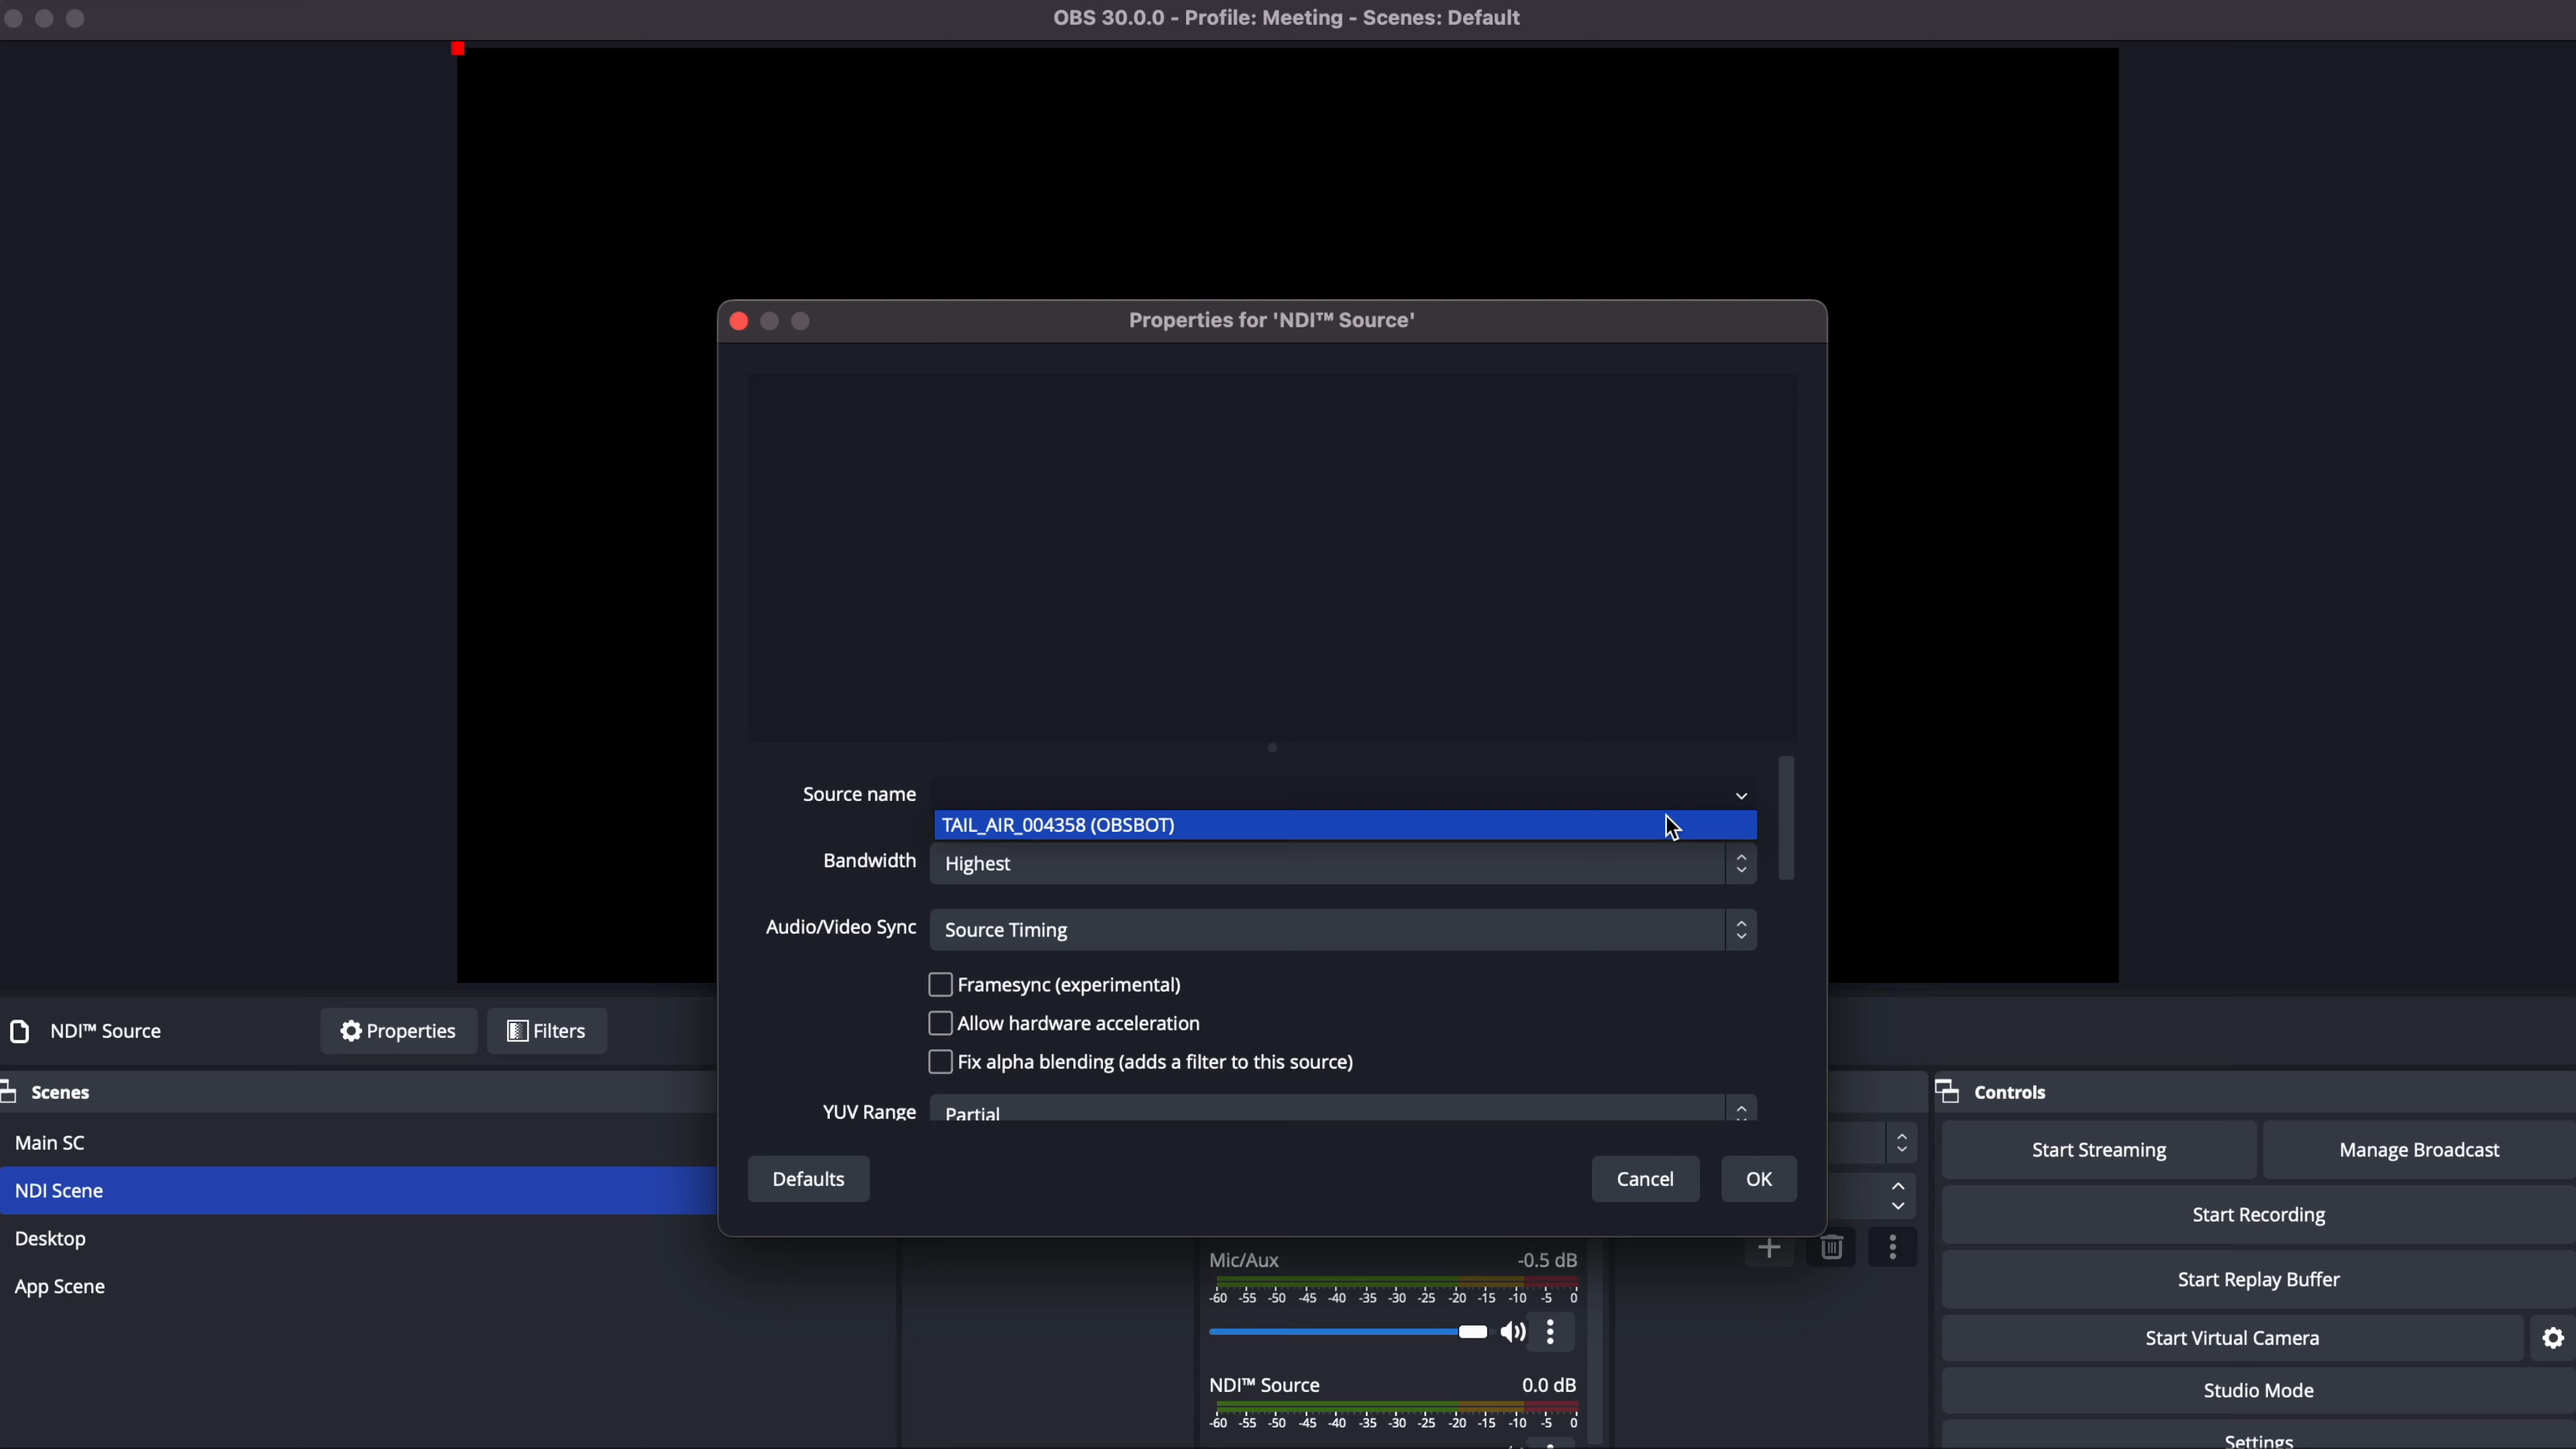 OBS 30.0.0 - Profile: Meeting - Scenes: Default
Properties for 'NDI™ Source'
Source name
TAIL_AIR_004358 (OBSBOT)
Bandwidth Highest
Audio/Video Sync Source Timing
Framesync (experimental)
Allow hardware acceleration
Fix alpha blending (adds a filter to this source)
YUV Range Partial
Defaults Cancel OK
NDI™ Source Properties Filters
Scenes
Main SC
NDI Scene
Desktop
App Scene
Mic/Aux -0.5 dB
-60 -55 -50 -45 -40 -35 -30 -25 -20 -15 -10 -5 0
NDI™ Source 0.0 dB
-60 -55 -50 -45 -40 -35 -30 -25 -20 -15 -10 -5 0
Controls
Start Streaming Manage Broadcast
Start Recording
Start Replay Buffer
Start Virtual Camera
Studio Mode
Settings